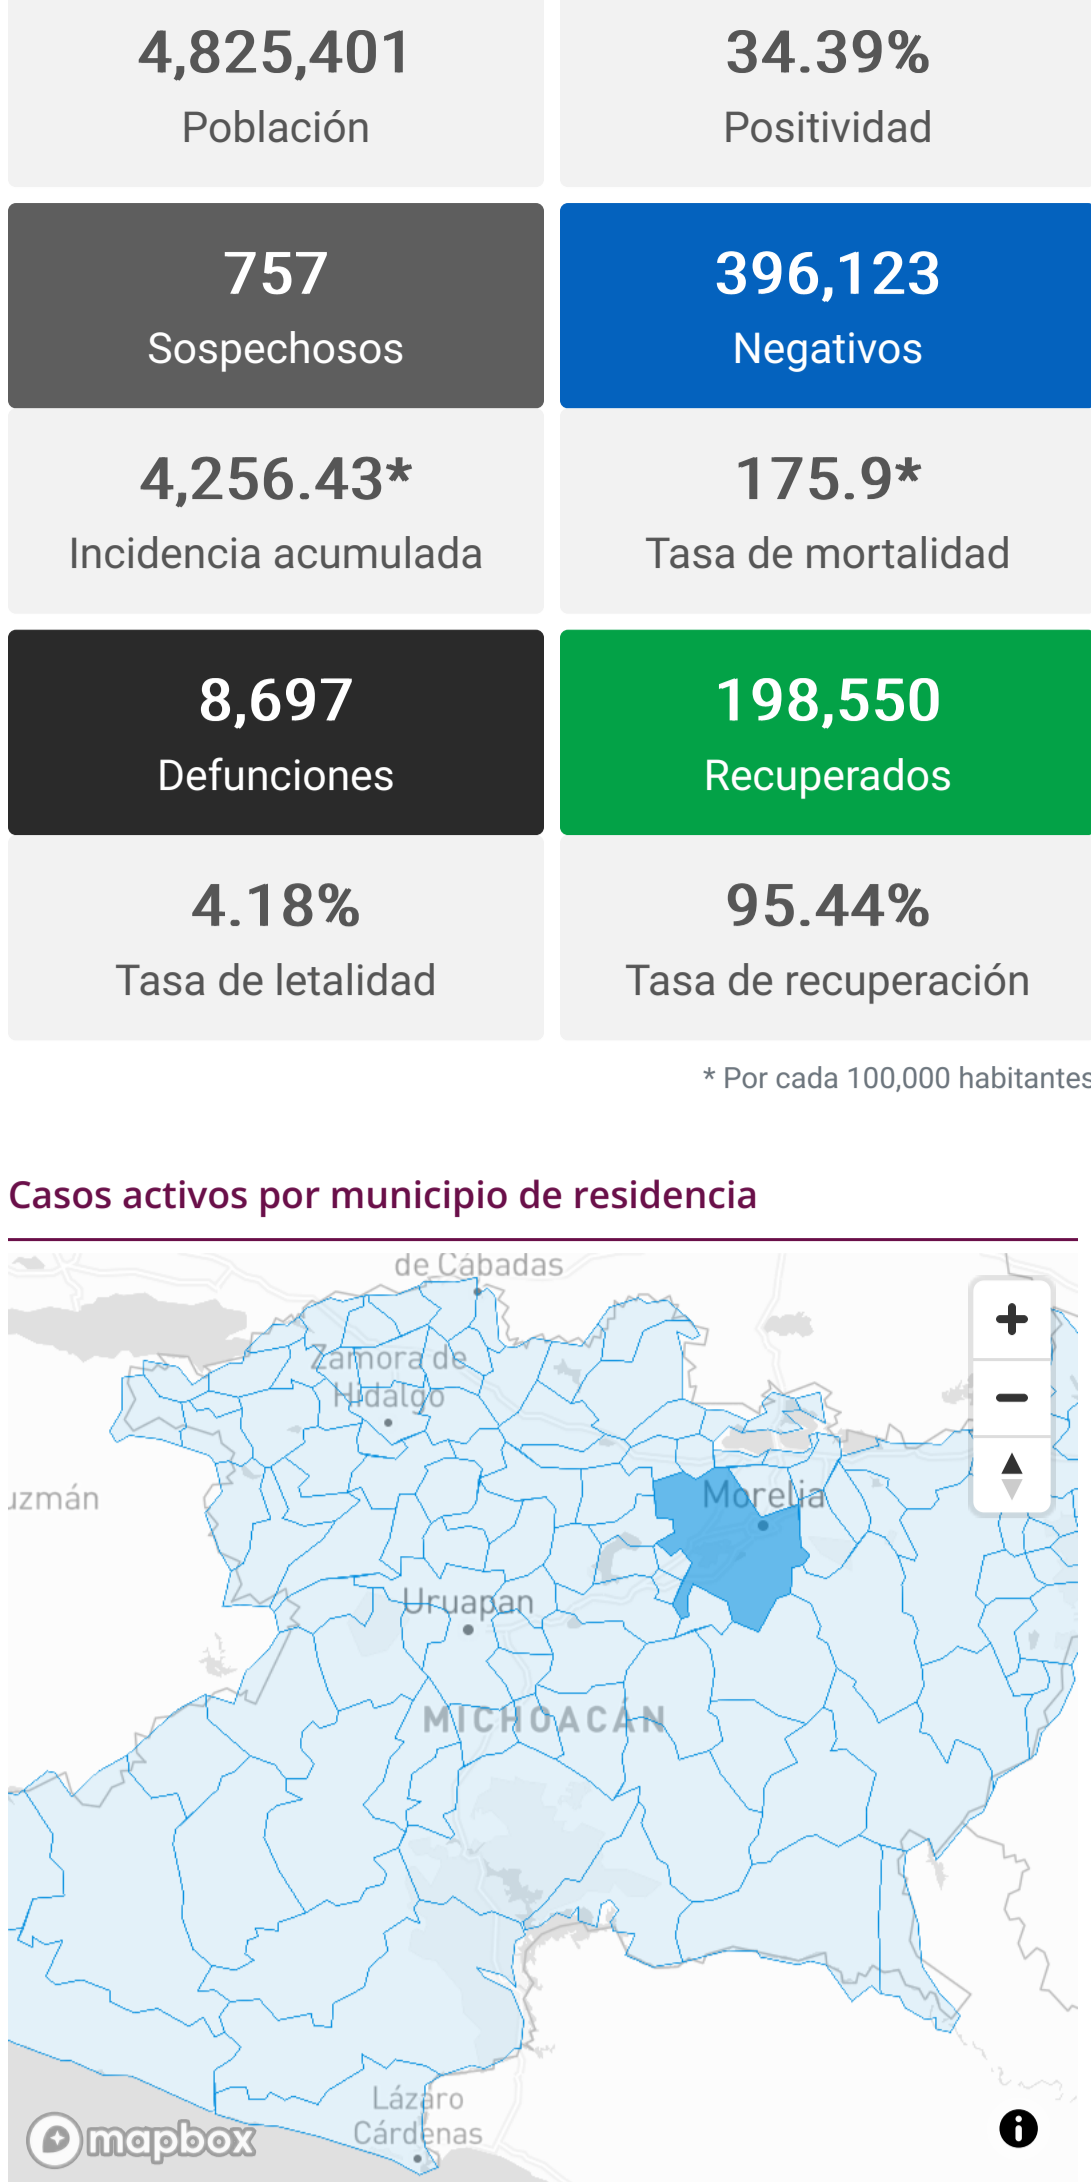 4,825,401
Población
34.39%
Positividad
757
Sospechosos
396,123
Negativos
4,256.43*
Incidencia acumulada
175.9*
Tasa de mortalidad
8,697
Defunciones
198,550
Recuperados
4.18%
Tasa de letalidad
95.44%
Tasa de recuperación
* Por cada 100,000 habitantes
Casos activos por municipio de residencia
de Cabadas
Zamora de
Hidalgo
uzmán
Morelia
Uruapan
MICHOACÁN
Lázaro
Cárdenas
mapbox